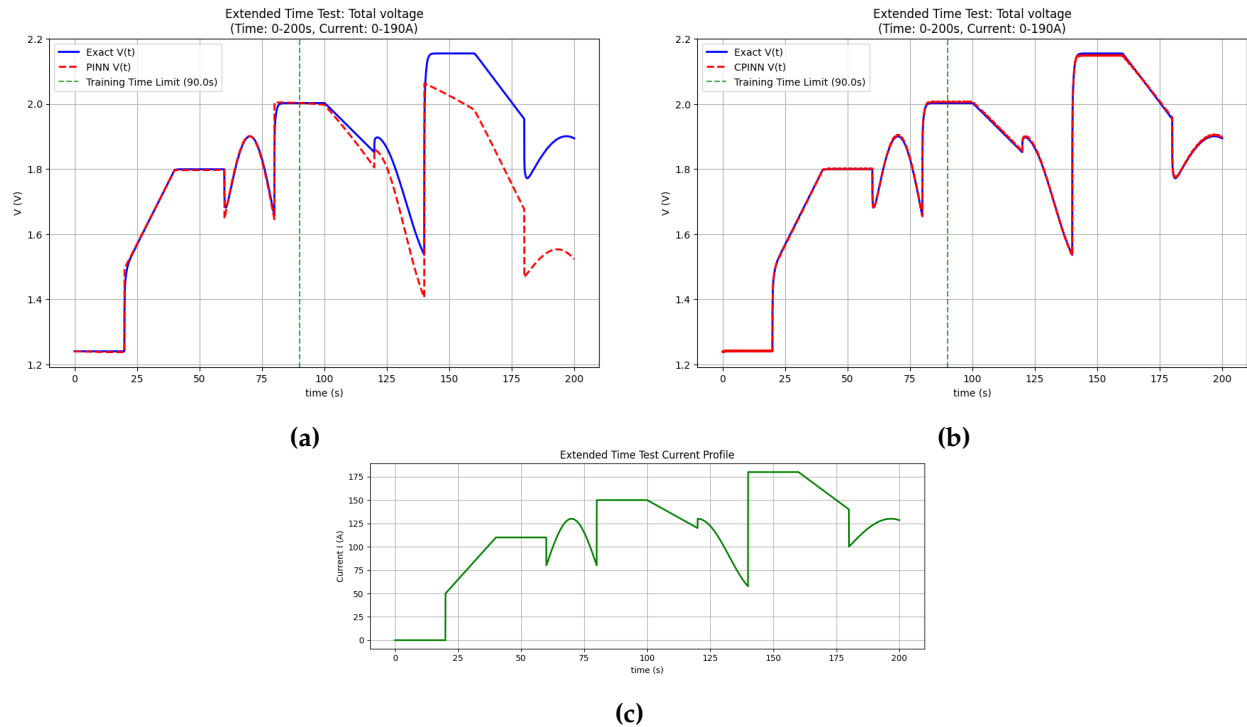 Extended Time Test: Total voltage
(Time: 0-200s, Current: 0-190A)
Exact V(t)
PINN V(t)
Training Time Limit (90.0s)
V (V)
2.2
2.0
1.8
1.6
1.4
1.2
0 25 50 75 100 125 150 175 200
time (s)
(a)
Extended Time Test: Total voltage
(Time: 0-200s, Current: 0-190A)
Exact V(t)
CPINN V(t)
Training Time Limit (90.0s)
V (V)
2.2
2.0
1.8
1.6
1.4
1.2
0 25 50 75 100 125 150 175 200
time (s)
(b)
Extended Time Test Current Profile
Current I (A)
175
150
125
100
75
50
25
0
0 25 50 75 100 125 150 175 200
time (s)
(c)